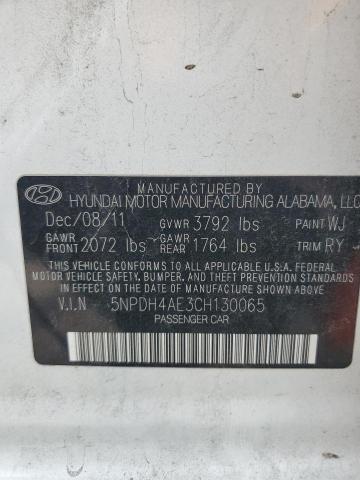 MANUFACTURED BY
HYUNDAI MOTOR MANUFACTURING ALABAMA, LLC
Dec/08/11 GVWR 3792 lbs PAINT WJ
GAWR FRONT 2072 lbs GAWR REAR 1764 lbs TRIM RY
THIS VEHICLE CONFORMS TO ALL APPLICABLE U.S.A. FEDERAL
MOTOR VEHICLE SAFETY, BUMPER, AND THEFT PREVENTION STANDARDS
IN EFFECT ON THE DATE OF MANUFACTURE SHOWN ABOVE.
V.I.N 5NPDH4AE3CH130065
PASSENGER CAR